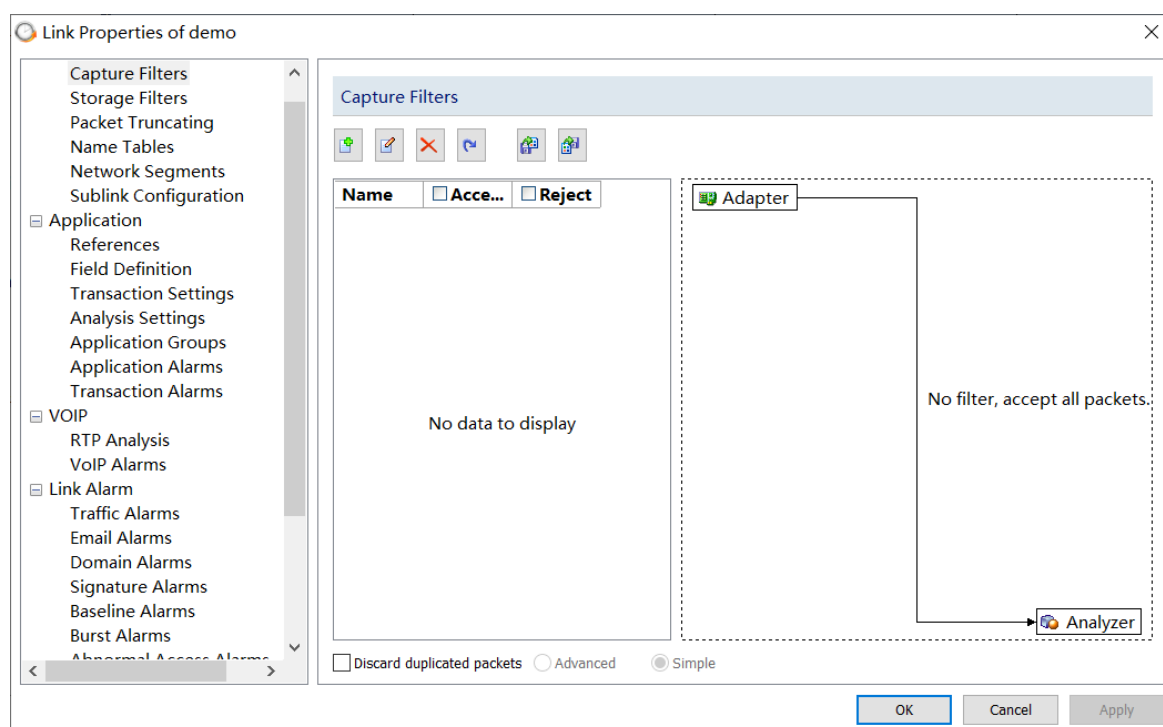 Link Properties of demo
Capture Filters
Storage Filters
Packet Truncating
Name Tables
Network Segments
Sublink Configuration
Application
References
Field Definition
Transaction Settings
Analysis Settings
Application Groups
Application Alarms
Transaction Alarms
VOIP
RTP Analysis
VoIP Alarms
Link Alarm
Traffic Alarms
Email Alarms
Domain Alarms
Signature Alarms
Baseline Alarms
Burst Alarms
Abnormal Access Alarms
Capture Filters
Name Acce... Reject
No data to display
Adapter
No filter, accept all packets.
Analyzer
Discard duplicated packets Advanced Simple
OK Cancel Apply